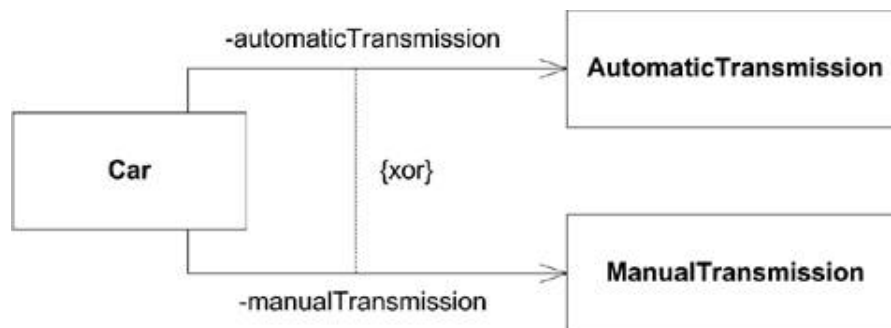 -automaticTransmission
AutomaticTransmission
Car
{xor}
ManualTransmission
-manualTransmission